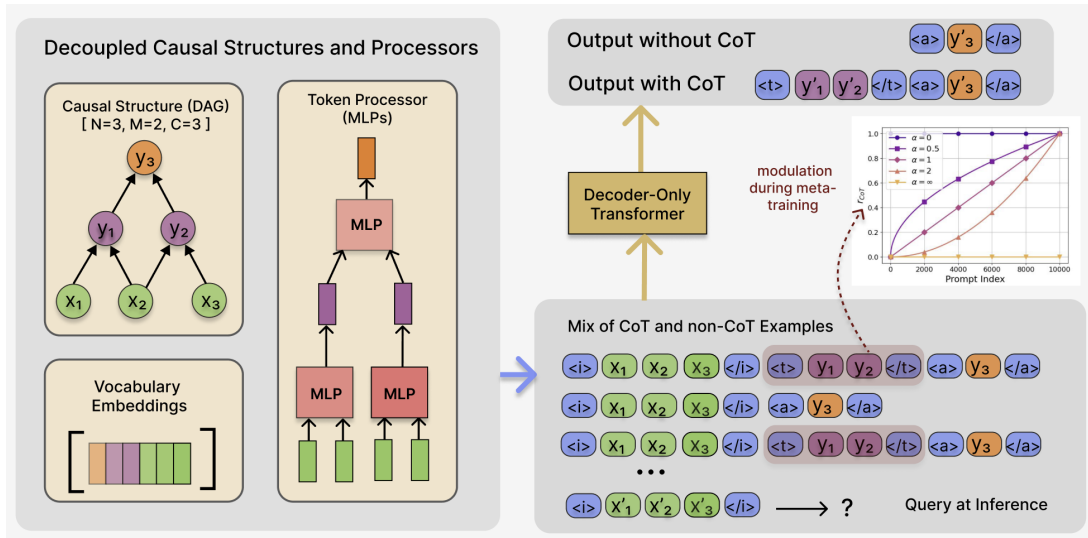 Decoupled Causal Structures and Processors
Causal Structure (DAG)
[ N=3, M=2, C=3 ]
y₃
y₁ y₂
x₁ x₂ x₃
Vocabulary
Embeddings
Token Processor
(MLPs)
MLP
MLP MLP
Output without CoT <a> y'₃ </a>
Output with CoT <t> y'₁ y'₂ </t> <a> y'₃ </a>
Decoder-Only
Transformer
modulation
during meta-
training
r_CoT
1.0
0.8
0.6
0.4
0.2
0.0
α = 0
α = 0.5
α = 1
α = 2
α = ∞
0 2000 4000 6000 8000 10000
Prompt Index
Mix of CoT and non-CoT Examples
<i> x₁ x₂ x₃ </i> <t> y₁ y₂ </t> <a> y₃ </a>
<i> x₁ x₂ x₃ </i> <a> y₃ </a>
<i> x₁ x₂ x₃ </i> <t> y₁ y₂ </t> <a> y₃ </a>
...
<i> x'₁ x'₂ x'₃ </i> ? Query at Inference